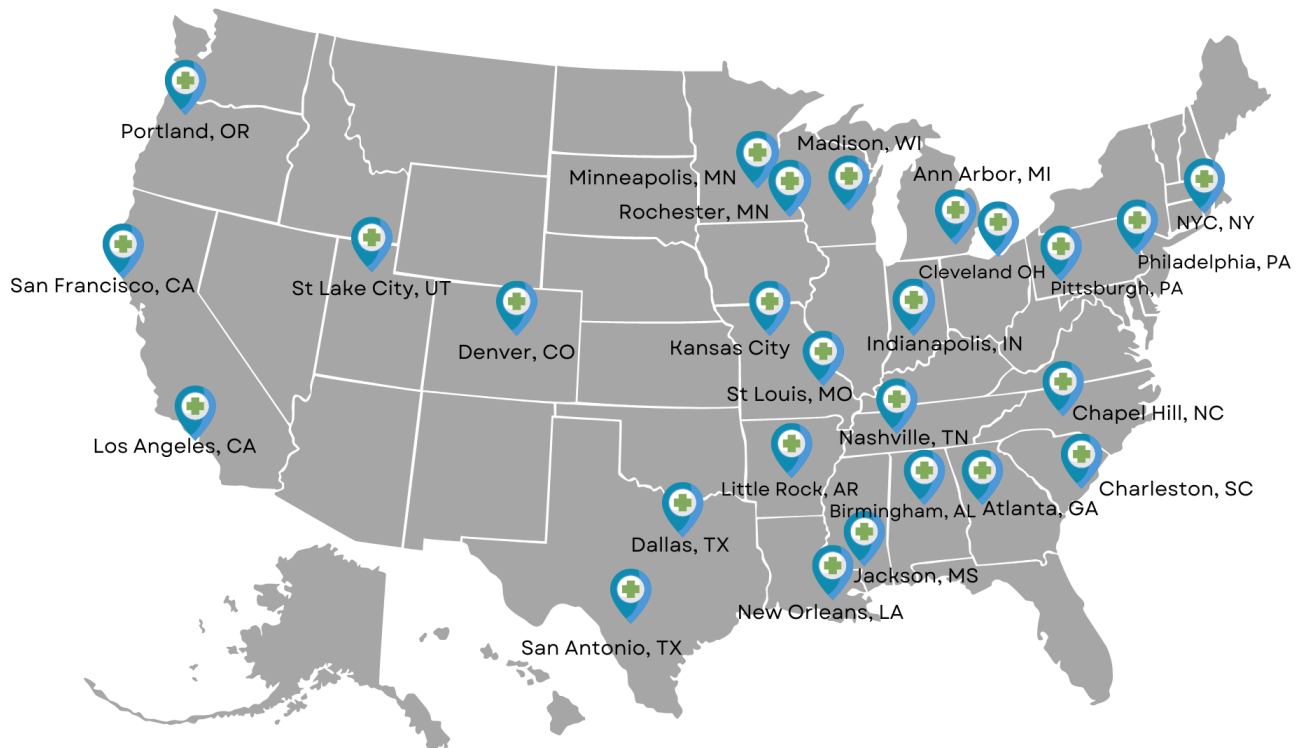 Portland, OR
Madison, WI
Minneapolis, MN
Ann Arbor, MI
Rochester, MN
NYC, NY
Philadelphia, PA
Cleveland OH
San Francisco, CA
St Lake City, UT
Pittsburgh, PA
Indianapolis, IN
Kansas City
Denver, CO
St Louis, MO
Chapel Hill, NC
Nashville, TN
Los Angeles, CA
Little Rock, AR
Charleston, SC
Birmingham, AL
Atlanta, GA
Dallas, TX
Jackson, MS
New Orleans, LA
San Antonio, TX